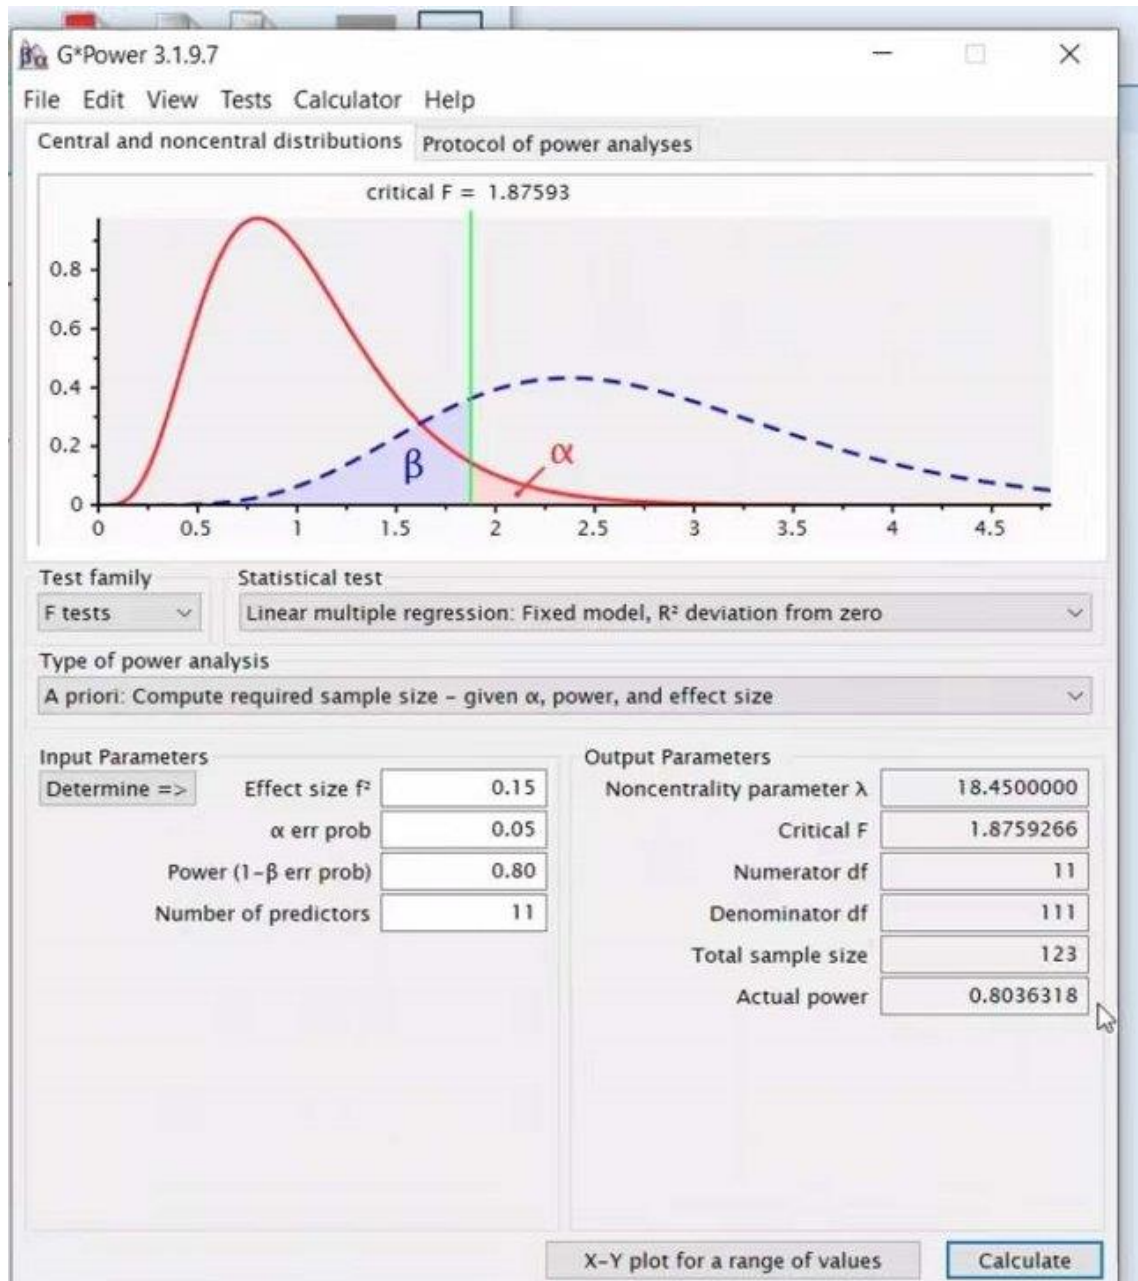 G*Power 3.1.9.7
File Edit View Tests Calculator Help
Central and noncentral distributions Protocol of power analyses
critical F = 1.87593
0.8
0.6
0.4
0.2
0
β
α
0 0.5 1 1.5 2 2.5 3 3.5 4 4.5
Test family Statistical test
F tests Linear multiple regression: Fixed model, R² deviation from zero
Type of power analysis
A priori: Compute required sample size – given α, power, and effect size
Input Parameters Output Parameters
Determine => Effect size f² 0.15 Noncentrality parameter λ 18.4500000
α err prob 0.05 Critical F 1.8759266
Power (1-β err prob) 0.80 Numerator df 11
Number of predictors 11 Denominator df 111
Total sample size 123
Actual power 0.8036318
X-Y plot for a range of values Calculate